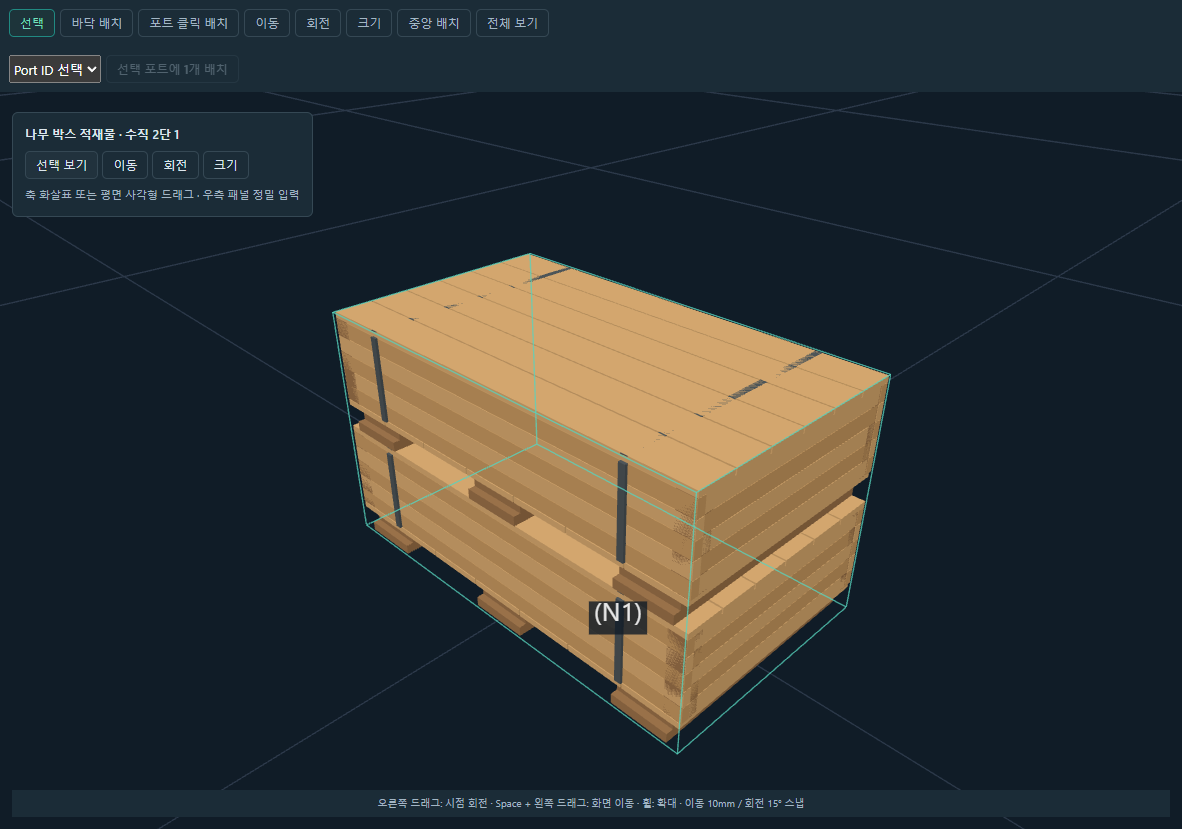 선택 바닥 배치 포트 클릭 배치 이동 회전 크기 중앙 배치 전체 보기
Port ID 선택 선택 포트에 1개 배치
나무 박스 적재물 · 수직 2단 1
선택 보기 이동 회전 크기
축 화살표 또는 평면 사각형 드래그 · 우측 패널 정밀 입력
(N1)
오른쪽 드래그: 시점 회전 · Space + 왼쪽 드래그: 화면 이동 · 휠: 확대 · 이동 10mm / 회전 15° 스냅